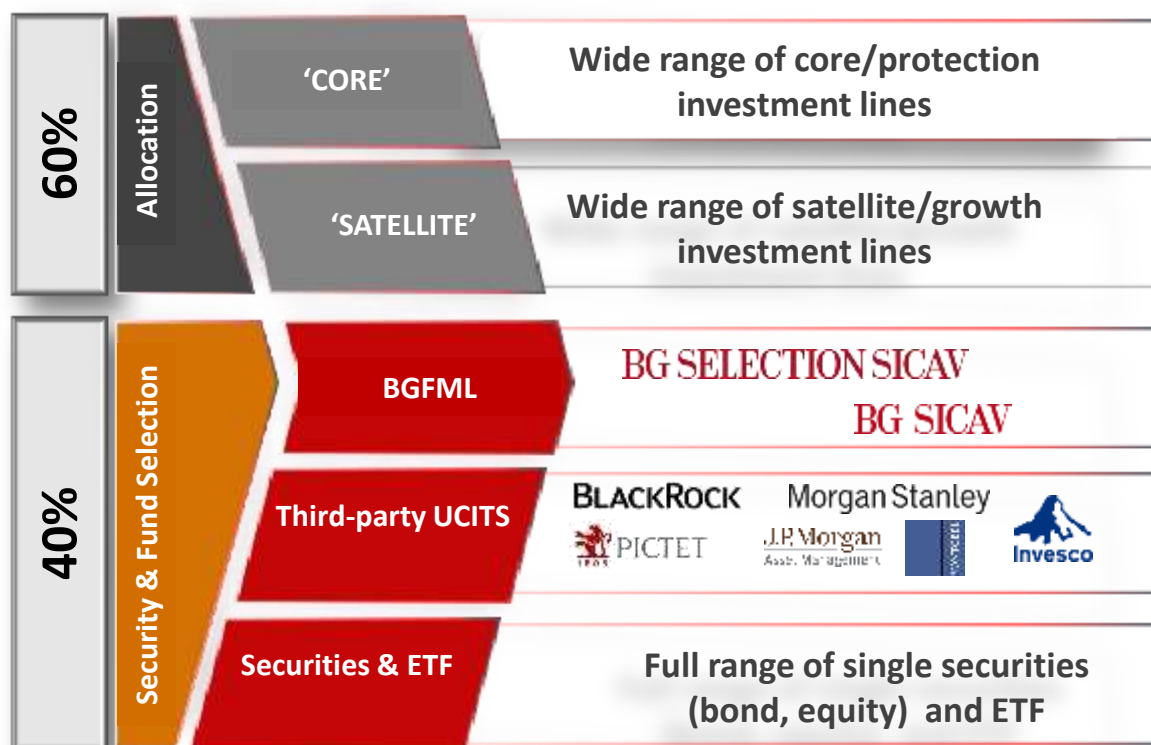 60%
Allocation
‘CORE’
Wide range of core/protection
investment lines
‘SATELLITE’
Wide range of satellite/growth
investment lines
40%
Security & Fund Selection
BGFML
BG SELECTION SICAV
BG SICAV
Third-party UCITS
BLACKROCK
Morgan Stanley
PICTET
1805
J.P. Morgan
Asset Management
VONTOBEL
Invesco
Securities & ETF
Full range of single securities
(bond, equity) and ETF